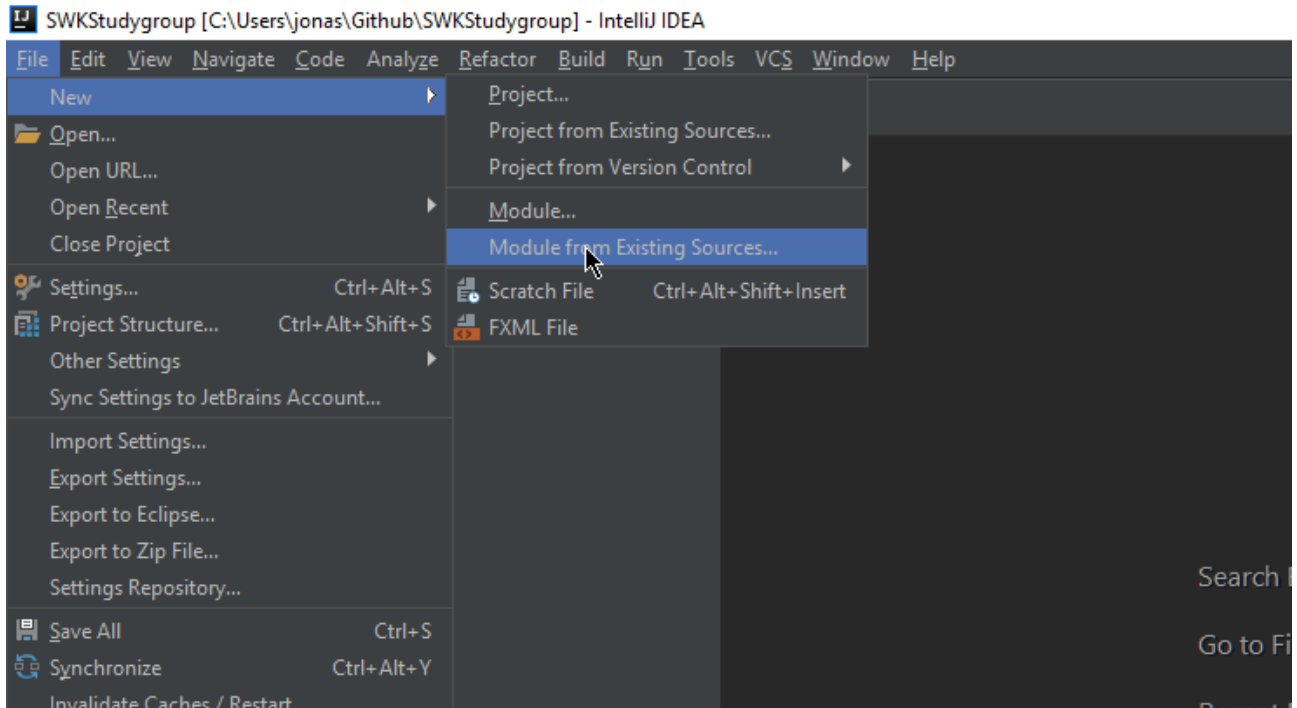 SWKStudygroup [C:\Users\jonas\Github\SWKStudygroup] - IntelliJ IDEA
File Edit View Navigate Code Analyze Refactor Build Run Tools VCS Window Help
New
Open...
Open URL...
Open Recent
Close Project
Settings... Ctrl+Alt+S
Project Structure... Ctrl+Alt+Shift+S
Other Settings
Sync Settings to JetBrains Account...
Import Settings...
Export Settings...
Export to Eclipse...
Export to Zip File...
Settings Repository...
Save All Ctrl+S
Synchronize Ctrl+Alt+Y
Invalidate Caches / Restart
Project...
Project from Existing Sources...
Project from Version Control
Module...
Module from Existing Sources...
Scratch File Ctrl+Alt+Shift+Insert
FXML File
Search
Go to Fi